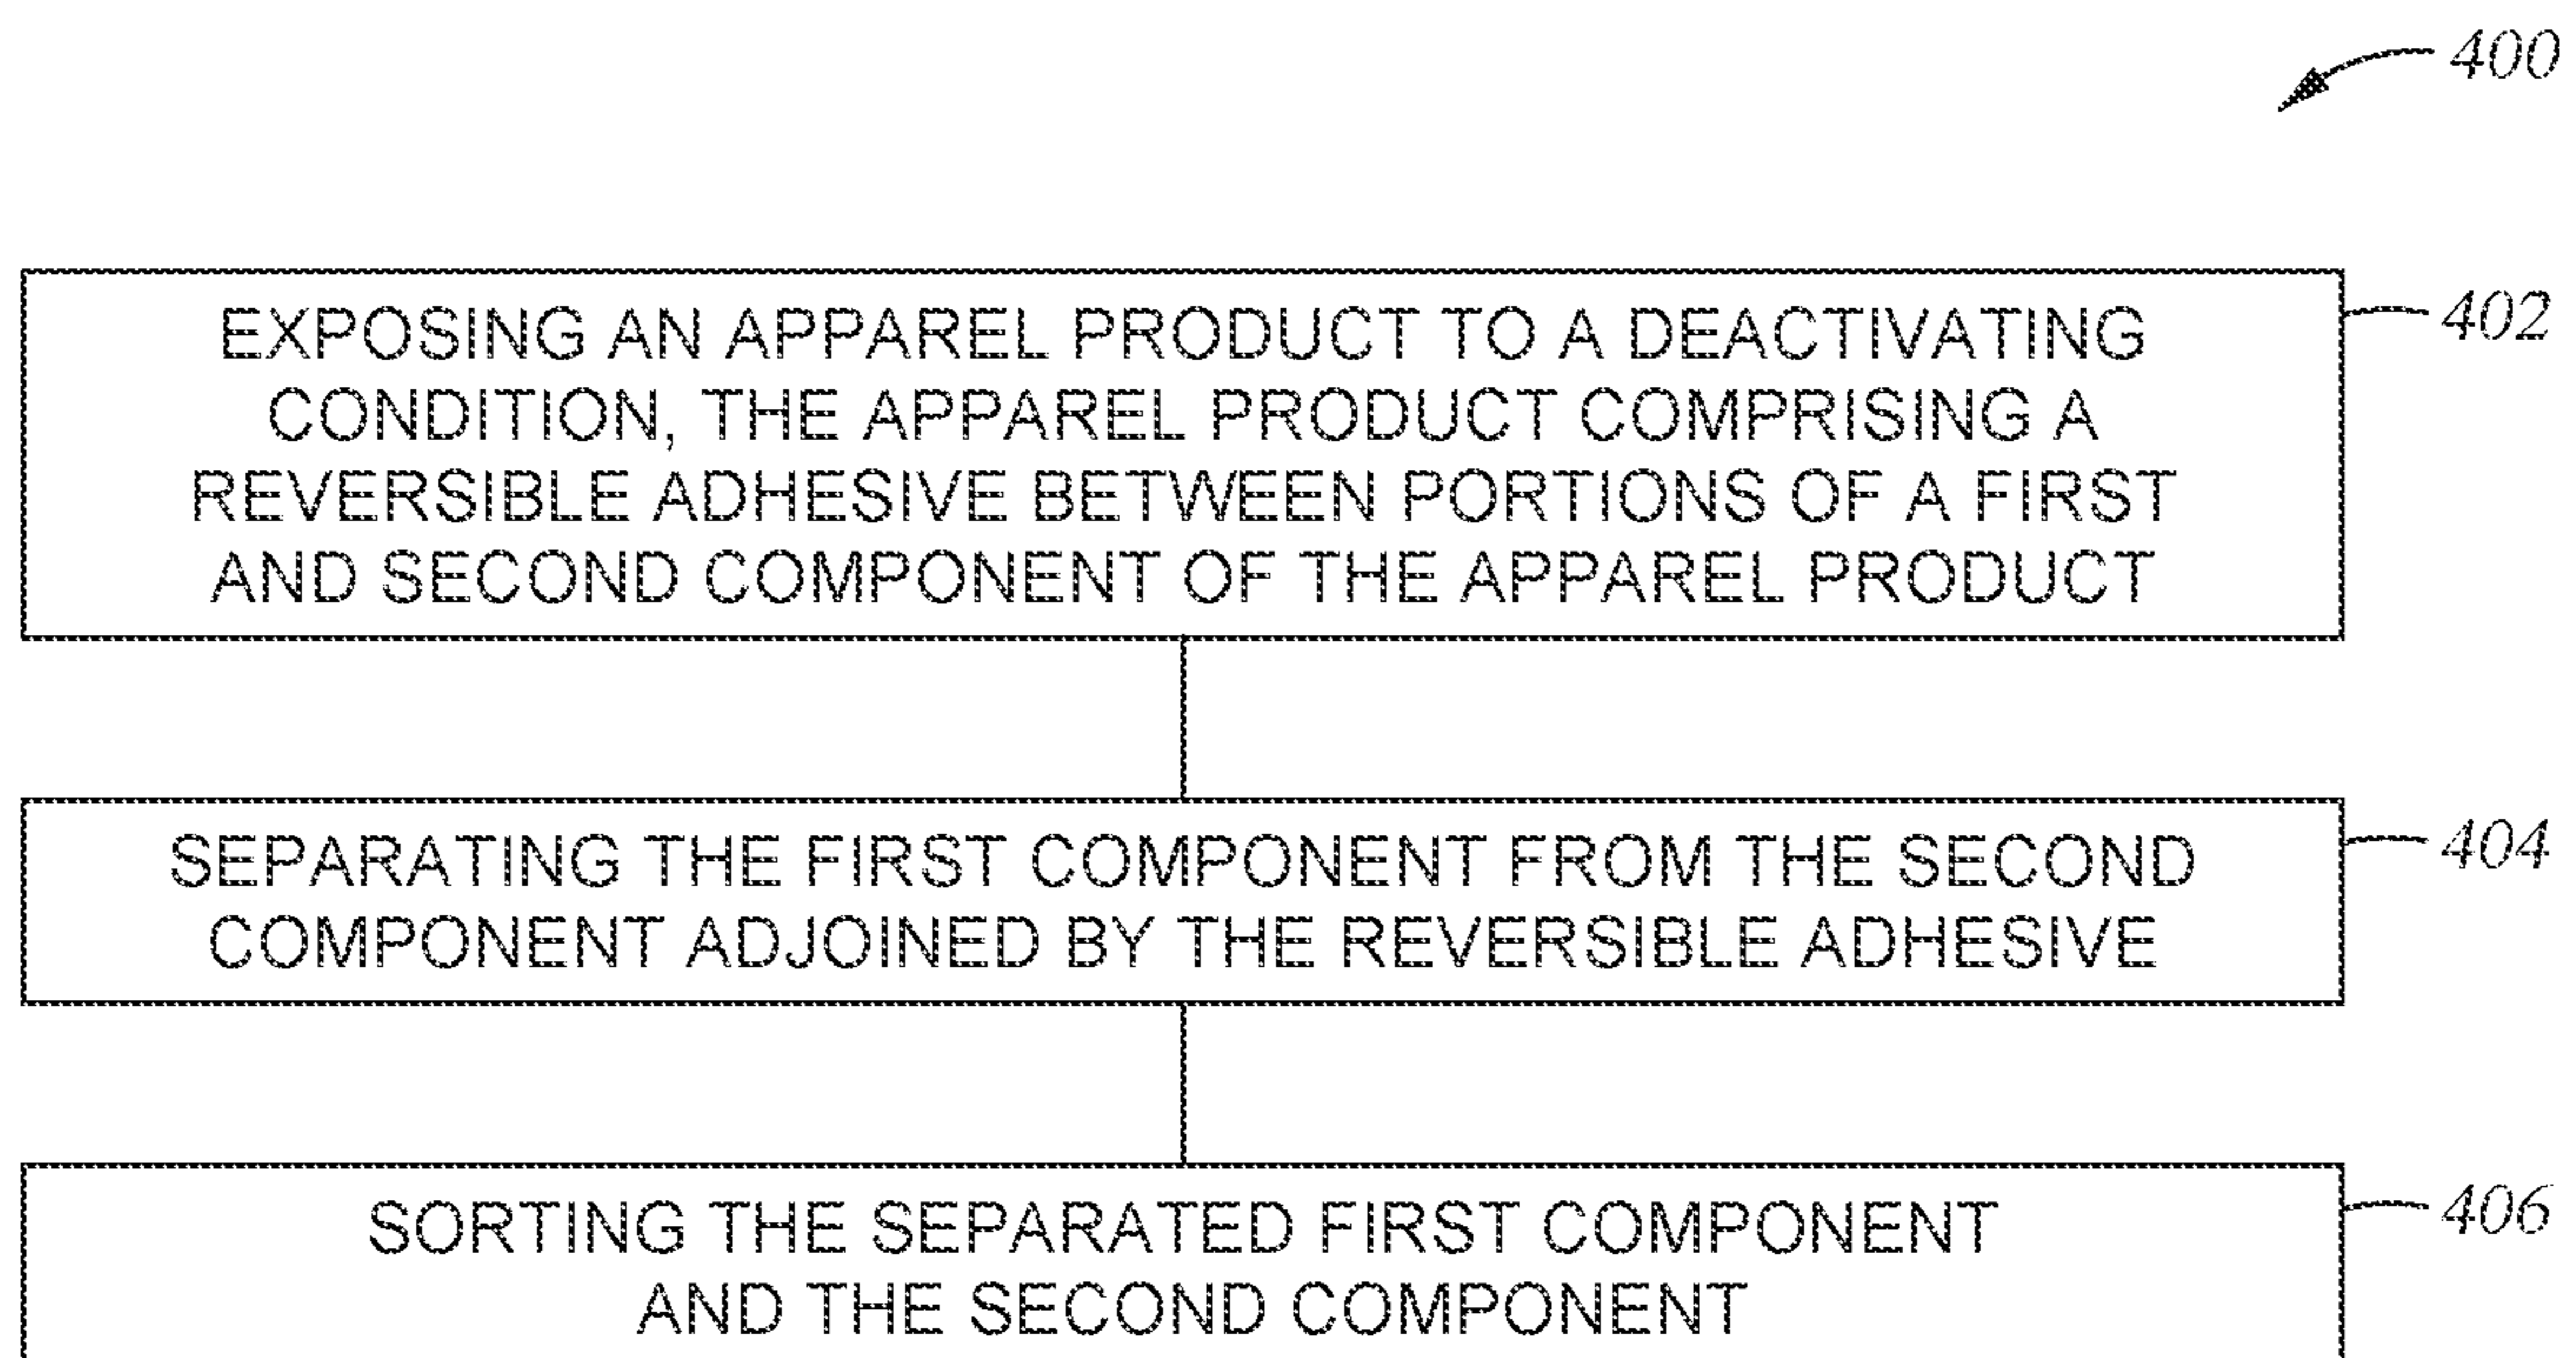 400
EXPOSING AN APPAREL PRODUCT TO A DEACTIVATING
402
CONDITION, THE APPAREL PRODUCT COMPRISING A
REVERSIBLE ADHESIVE BETWEEN PORTIONS OF A FIRST
AND SECOND COMPONENT OF THE APPAREL PRODUCT
SEPARATING THE FIRST COMPONENT FROM THE SECOND
404
COMPONENT ADJOINED BY THE REVERSIBLE ADHESIVE
SORTING THE SEPARATED FIRST COMPONENT
406
AND THE SECOND COMPONENT